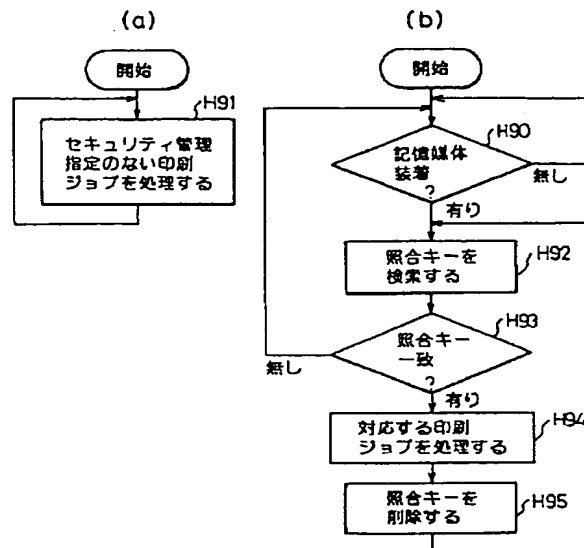 (a)
開始
H91
セキュリティ管理
指定のない印刷
ジョブを処理する
(b)
開始
H90
記憶媒体
装着
?
無し
有り
照合キーを
検索する
H92
H93
照合キー
一致
?
無し
有り
対応する印刷
ジョブを処理する
H94
照合キーを
削除する
H95